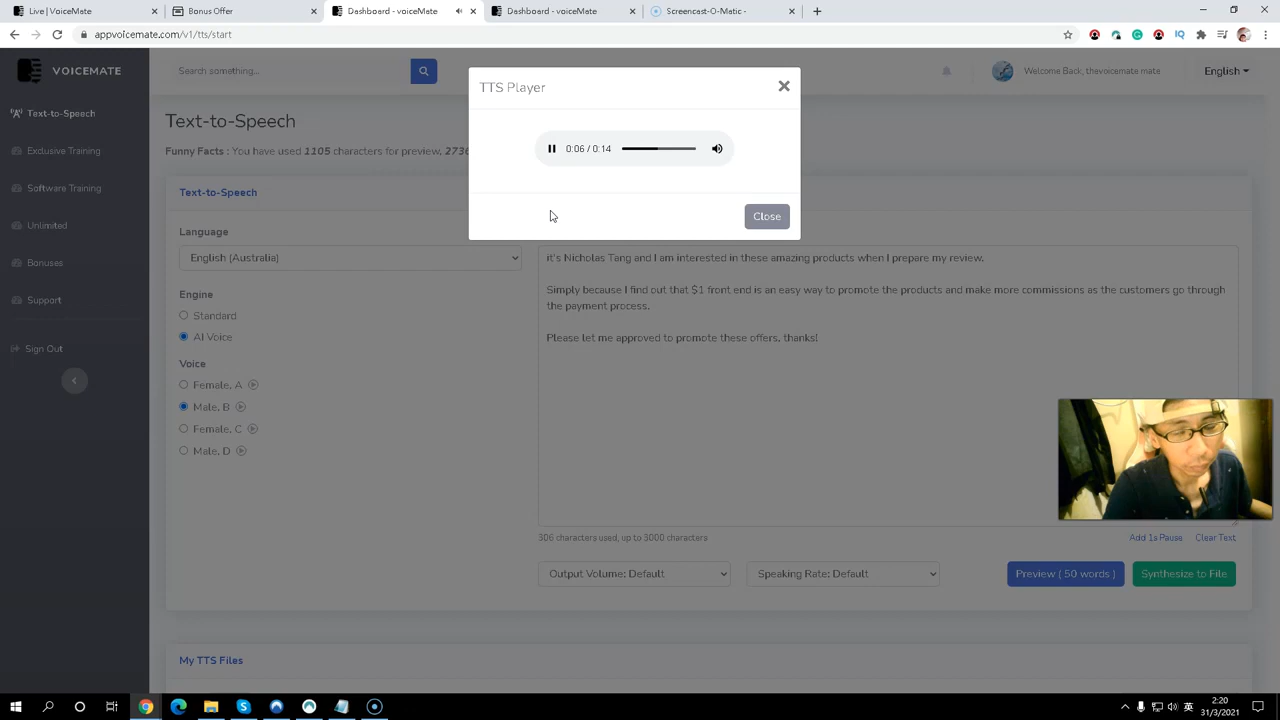 Live | VoiceMate
Bonus Offer
Dashboard - voiceMate
Dashboard - voiceMate
Screencast-O-Matic -
appvoicemate.com/v1/tts/start
VOICEMATE
Search something...
Welcome Back, thevoicemate.mate
English
Text-to-Speech
Exclusive Training
Software Training
Unlimited
Bonuses
Support
Sign Out
Text-to-Speech
Funny Facts : You have used 1105 characters for preview, 2736
TTS Player
0:06 / 0:14
Close
Text-to-Speech
Language
English (Australia)
Engine
Standard
AI Voice
Voice
Female, A
Male, B
Female, C
Male, D
it's Nicholas Tang and I am interested in these amazing products when I prepare my review.
Simply because I find out that $1 front end is an easy way to promote the products and make more commissions as the customers go through
the payment process.
Please let me approved to promote these offers, thanks!
306 characters used, up to 3000 characters
Add 1s Pause
Clear Text
Output Volume: Default
Speaking Rate: Default
Preview ( 50 words )
Synthesize to File
My TTS Files
英
2:20
31/3/2021